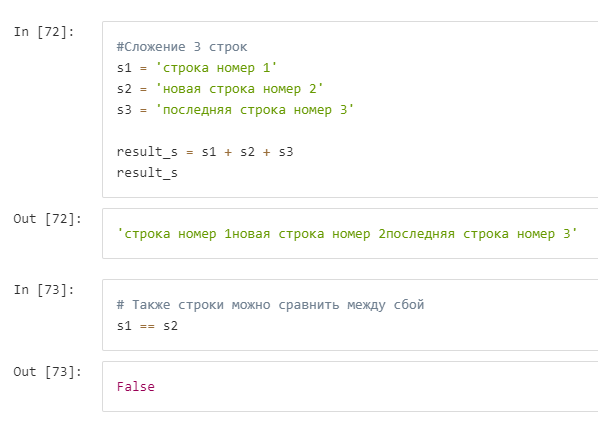 In [72]:
#Сложение 3 строк
s1 = 'строка номер 1'
s2 = 'новая строка номер 2'
s3 = 'последняя строка номер 3'
result_s = s1 + s2 + s3
result_s
Out [72]:
'строка номер 1новая строка номер 2последняя строка номер 3'
In [73]:
# Также строки можно сравнить между сбой
s1 == s2
Out [73]:
False